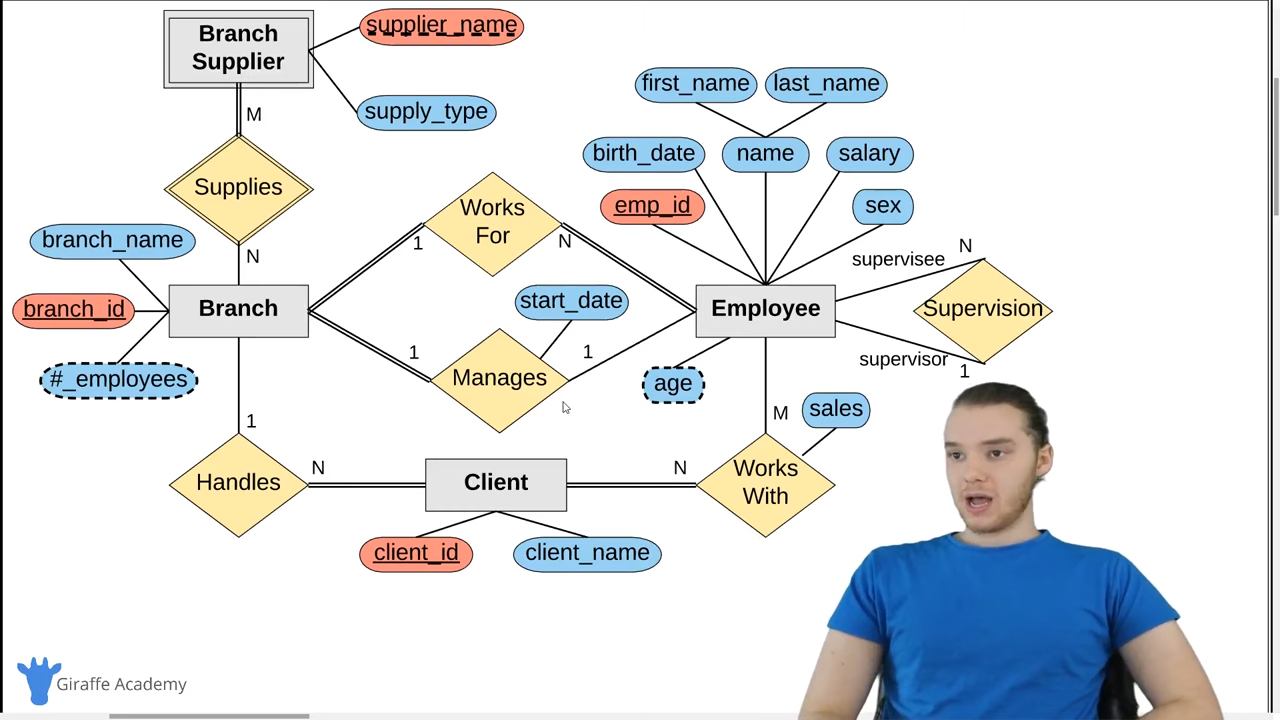 Branch
Supplier
supplier_name
supply_type
M
Supplies
N
first_name
last_name
birth_date
name
salary
emp_id
sex
branch_name
branch_id
#_employees
Branch
Works
For
1
N
start_date
Manages
1
1
Employee
age
supervisee
N
Supervision
supervisor
1
M
sales
1
Handles
N
Client
N
Works
With
client_id
client_name
Giraffe Academy